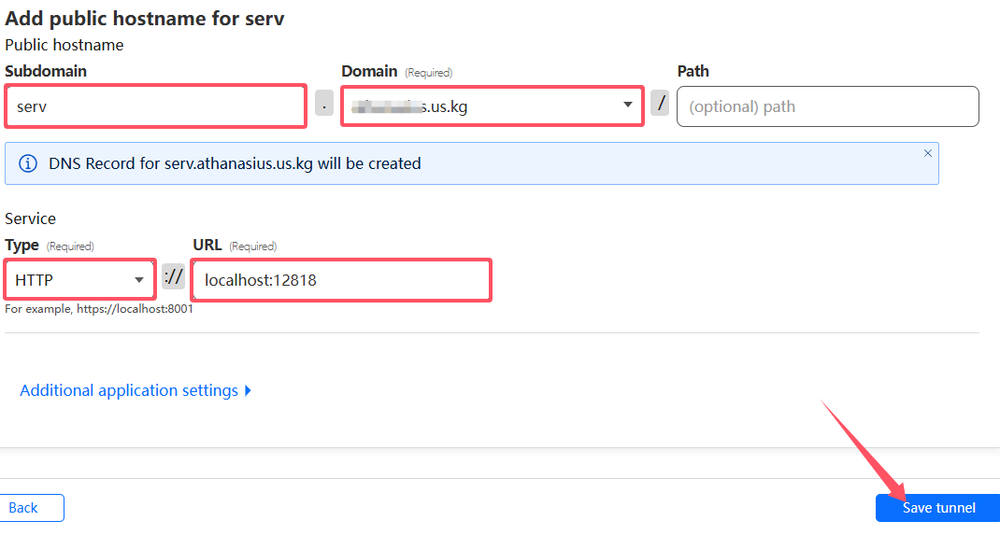 Add public hostname for serv
Public hostname
Subdomain
Domain (Required)
Path
serv
.
s.us.kg
/
(optional) path
DNS Record for serv.athanasius.us.kg will be created
Service
Type (Required)
URL (Required)
HTTP
://
localhost:12818
For example, https://localhost:8001
Additional application settings
Back
Save tunnel